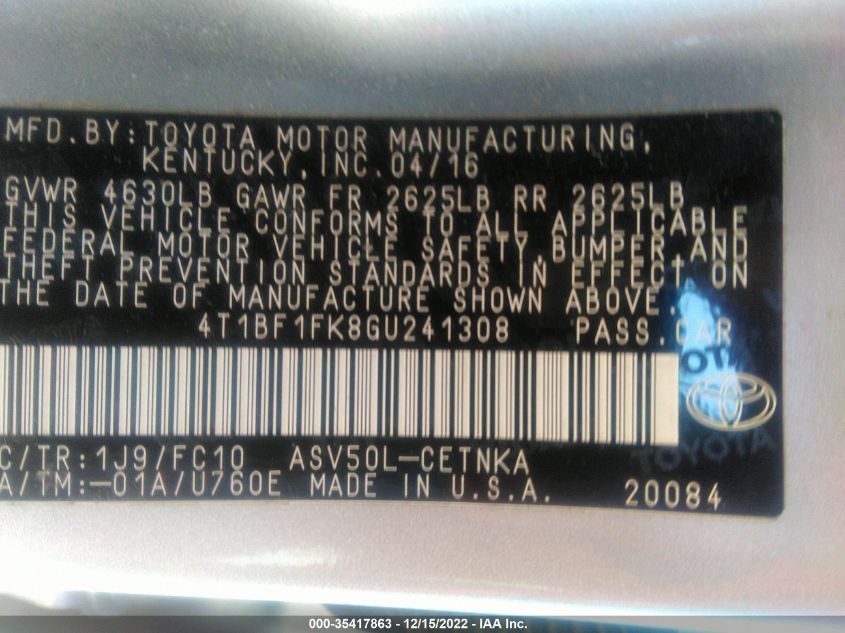 MFD. BY: TOYOTA MOTOR MANUFACTURING,
KENTUCKY, INC. 04/16
GVWR 4630LB GAWR FR 2625LB RR 2625LB
THIS VEHICLE CONFORMS TO ALL APPLICABLE
FEDERAL MOTOR VEHICLE SAFETY, BUMPER, AND
THEFT PREVENTION STANDARDS IN EFFECT ON
THE DATE OF MANUFACTURE SHOWN ABOVE.
4T1BF1FK8GU241308 PASS. CAR
C/TR: 1J9/FC10 ASV50L-CETNKA
TOYOTA
A/TM: -01A/U760E MADE IN U.S.A. 20084
000-35417863 - 12/15/2022 - IAA Inc.